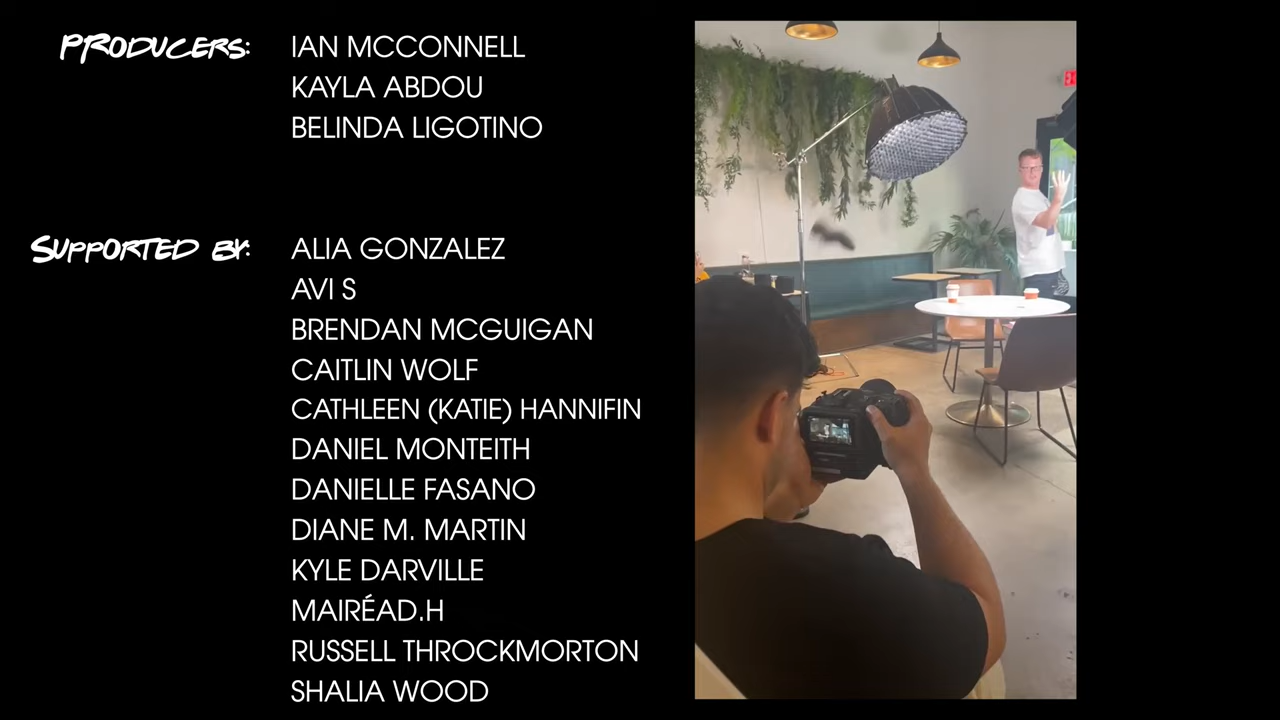 PRODUCERS: IAN MCCONNELL
KAYLA ABDOU
BELINDA LIGOTINO
SUPPORTED BY: ALIA GONZALEZ
AVI S
BRENDAN MCGUIGAN
CAITLIN WOLF
CATHLEEN (KATIE) HANNIFIN
DANIEL MONTEITH
DANIELLE FASANO
DIANE M. MARTIN
KYLE DARVILLE
MAIRÉAD.H
RUSSELL THROCKMORTON
SHALIA WOOD